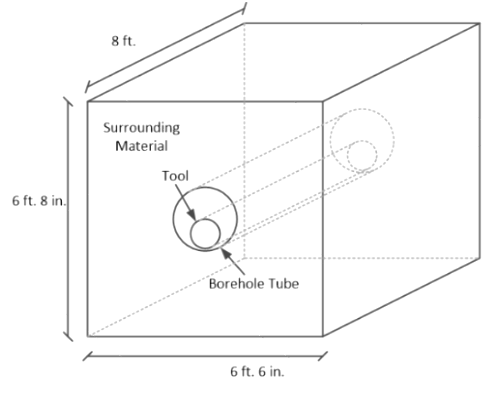 8 ft.
Surrounding
Material
Tool
6 ft. 8 in.
Borehole Tube
6 ft. 6 in.